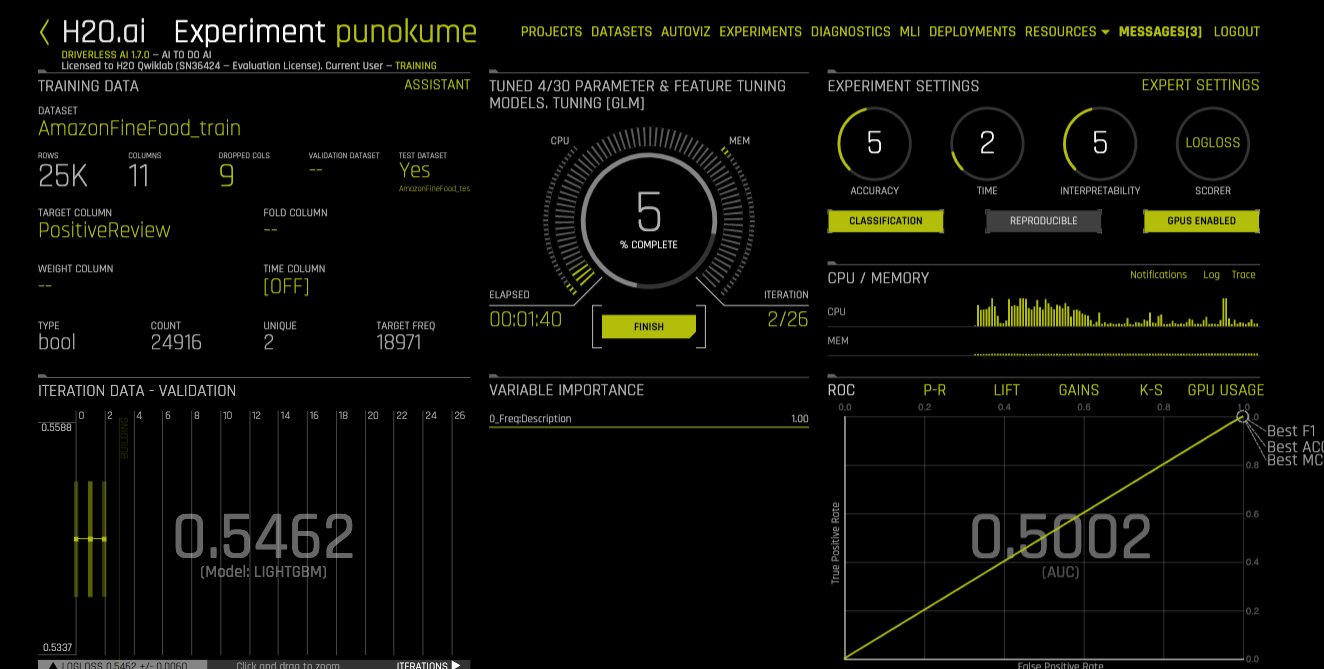 H2O.ai Experiment punokume
PROJECTS DATASETS AUTOVIZ EXPERIMENTS DIAGNOSTICS MLI DEPLOYMENTS RESOURCES MESSAGES[3] LOGOUT
DRIVERLESS AI 1.7.0 – AI TO DO AI
Licensed to H2O Qwiklab (SN36424 – Evaluation License). Current User – TRAINING
TRAINING DATA ASSISTANT
DATASET
AmazonFineFood_train
ROWS COLUMNS DROPPED COLS VALIDATION DATASET TEST DATASET
25K 11 9 -- Yes
AmazonFineFood_tes
TARGET COLUMN FOLD COLUMN
PositiveReview --
WEIGHT COLUMN TIME COLUMN
-- [OFF]
TYPE COUNT UNIQUE TARGET FREQ
bool 24916 2 18971
TUNED 4/30 PARAMETER & FEATURE TUNING
MODELS. TUNING [GLM]
CPU MEM
5
% COMPLETE
ELAPSED ITERATION
00:01:40 2/26
FINISH
EXPERIMENT SETTINGS EXPERT SETTINGS
5 2 5 LOGLOSS
ACCURACY TIME INTERPRETABILITY SCORER
CLASSIFICATION REPRODUCIBLE GPUS ENABLED
CPU / MEMORY Notifications Log Trace
CPU
MEM
ITERATION DATA - VALIDATION
0 2 4 6 8 10 12 14 16 18 20 22 24 26
0.5588
BUILDING
0.5462
(Model: LIGHTGBM)
0.5337
LOGLOSS 0.5462 +/- 0.0060 Click and drag to zoom ITERATIONS
VARIABLE IMPORTANCE
0_Freq:Description 1.00
ROC P-R LIFT GAINS K-S GPU USAGE
0.0 0.2 0.4 0.6 0.8 1.0
1.0
Best F1
Best ACC
Best MC
0.8
0.6
0.5002
(AUC)
0.4
0.2
0.0
True Positive Rate
False Positive Rate